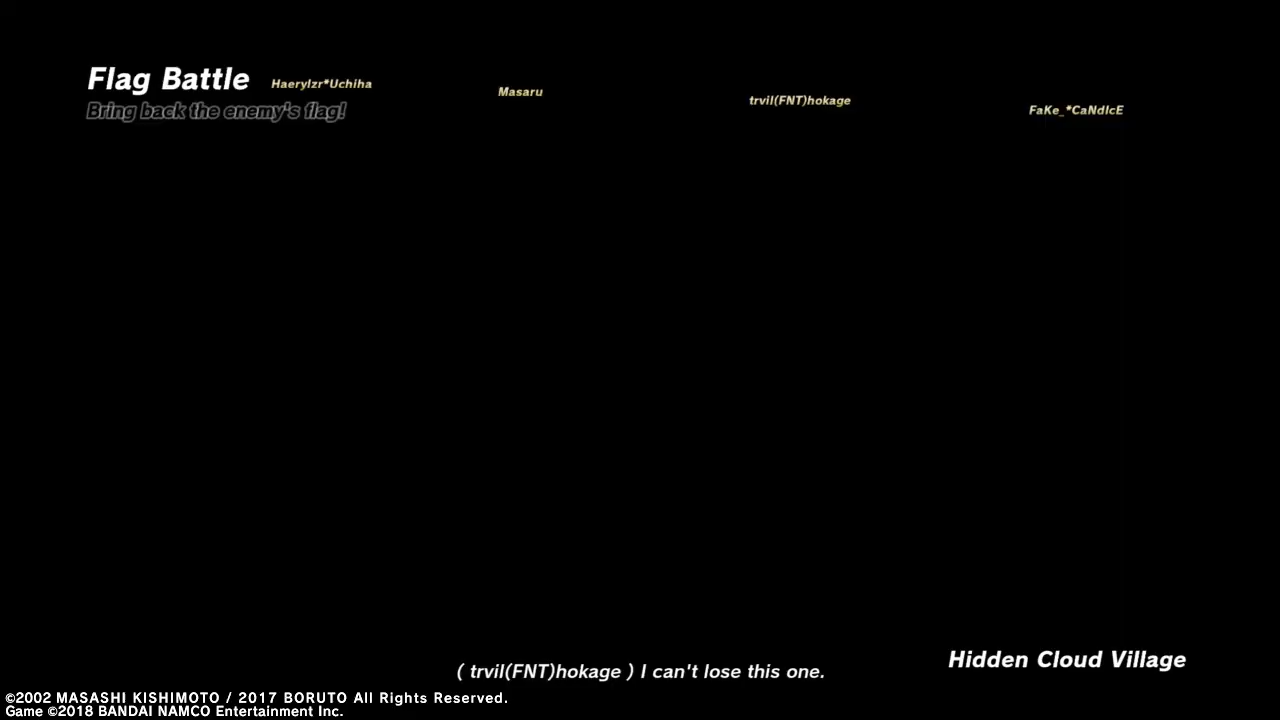 Flag Battle
HaeryIzr*Uchiha
Masaru
trvil(FNT)hokage
FaKe_*CaNdIcE
Bring back the enemy's flag!
( trvil(FNT)hokage ) I can't lose this one.
Hidden Cloud Village
©2002 MASASHI KISHIMOTO / 2017 BORUTO All Rights Reserved.
Game ©2018 BANDAI NAMCO Entertainment Inc.